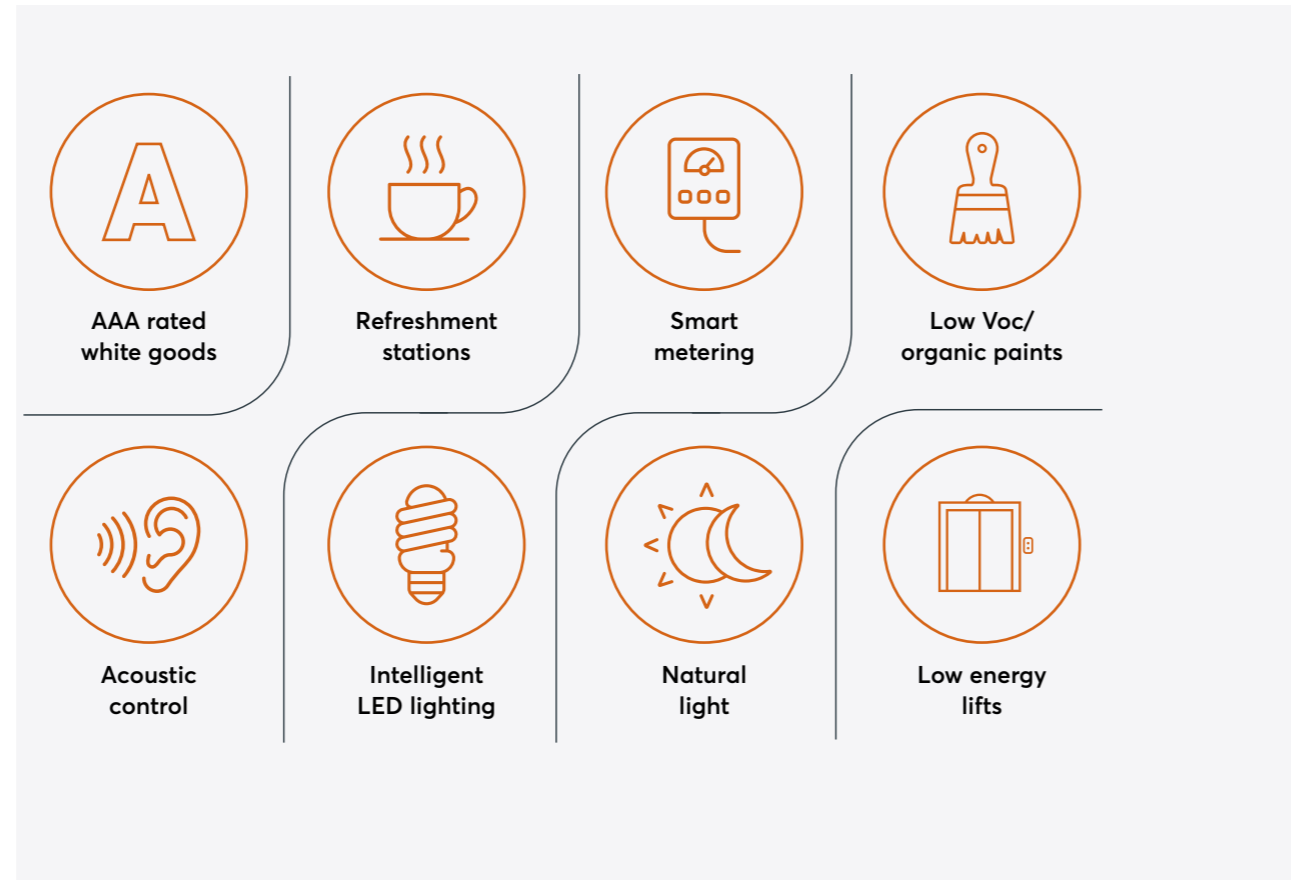 A
AAA rated
white goods
Refreshment
stations
Smart
metering
Low Voc/
organic paints
Acoustic
control
Intelligent
LED lighting
Natural
light
Low energy
lifts